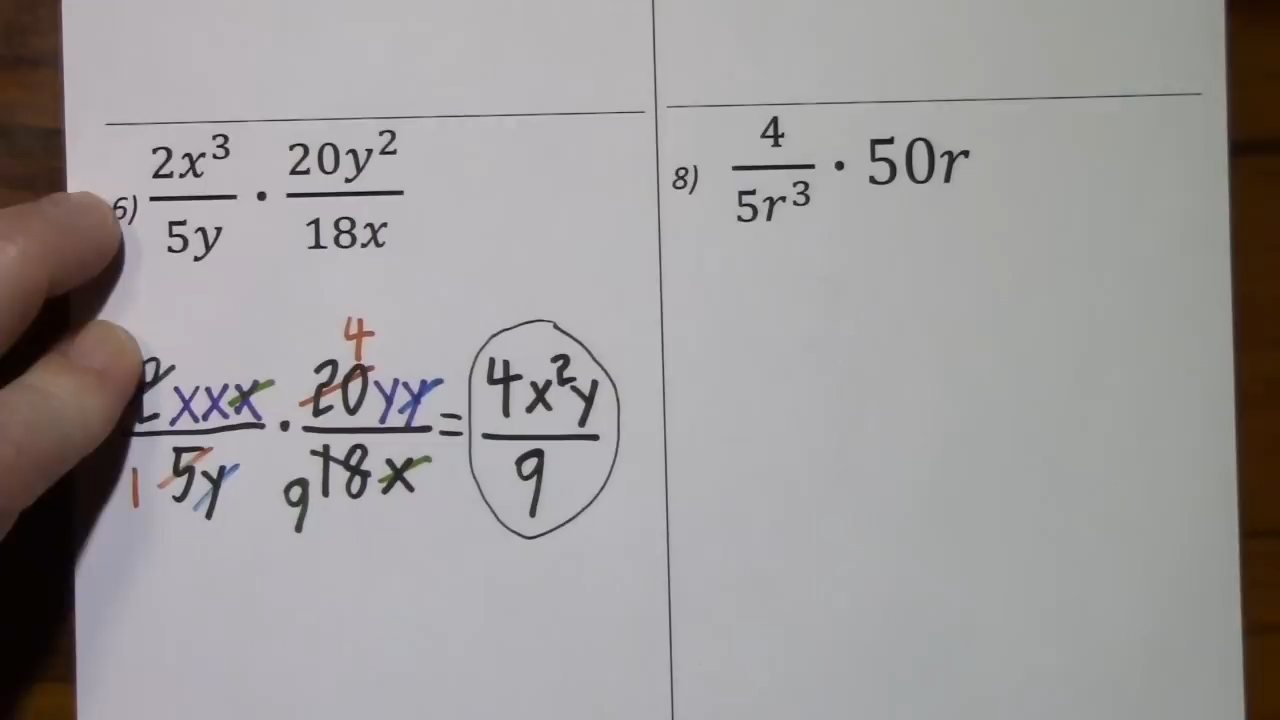 6) 2x³/5y · 20y²/18x
4
2xxx/5y · 20yy/18x = 4x²y/9
1 9
8) 4/5r³ · 50r